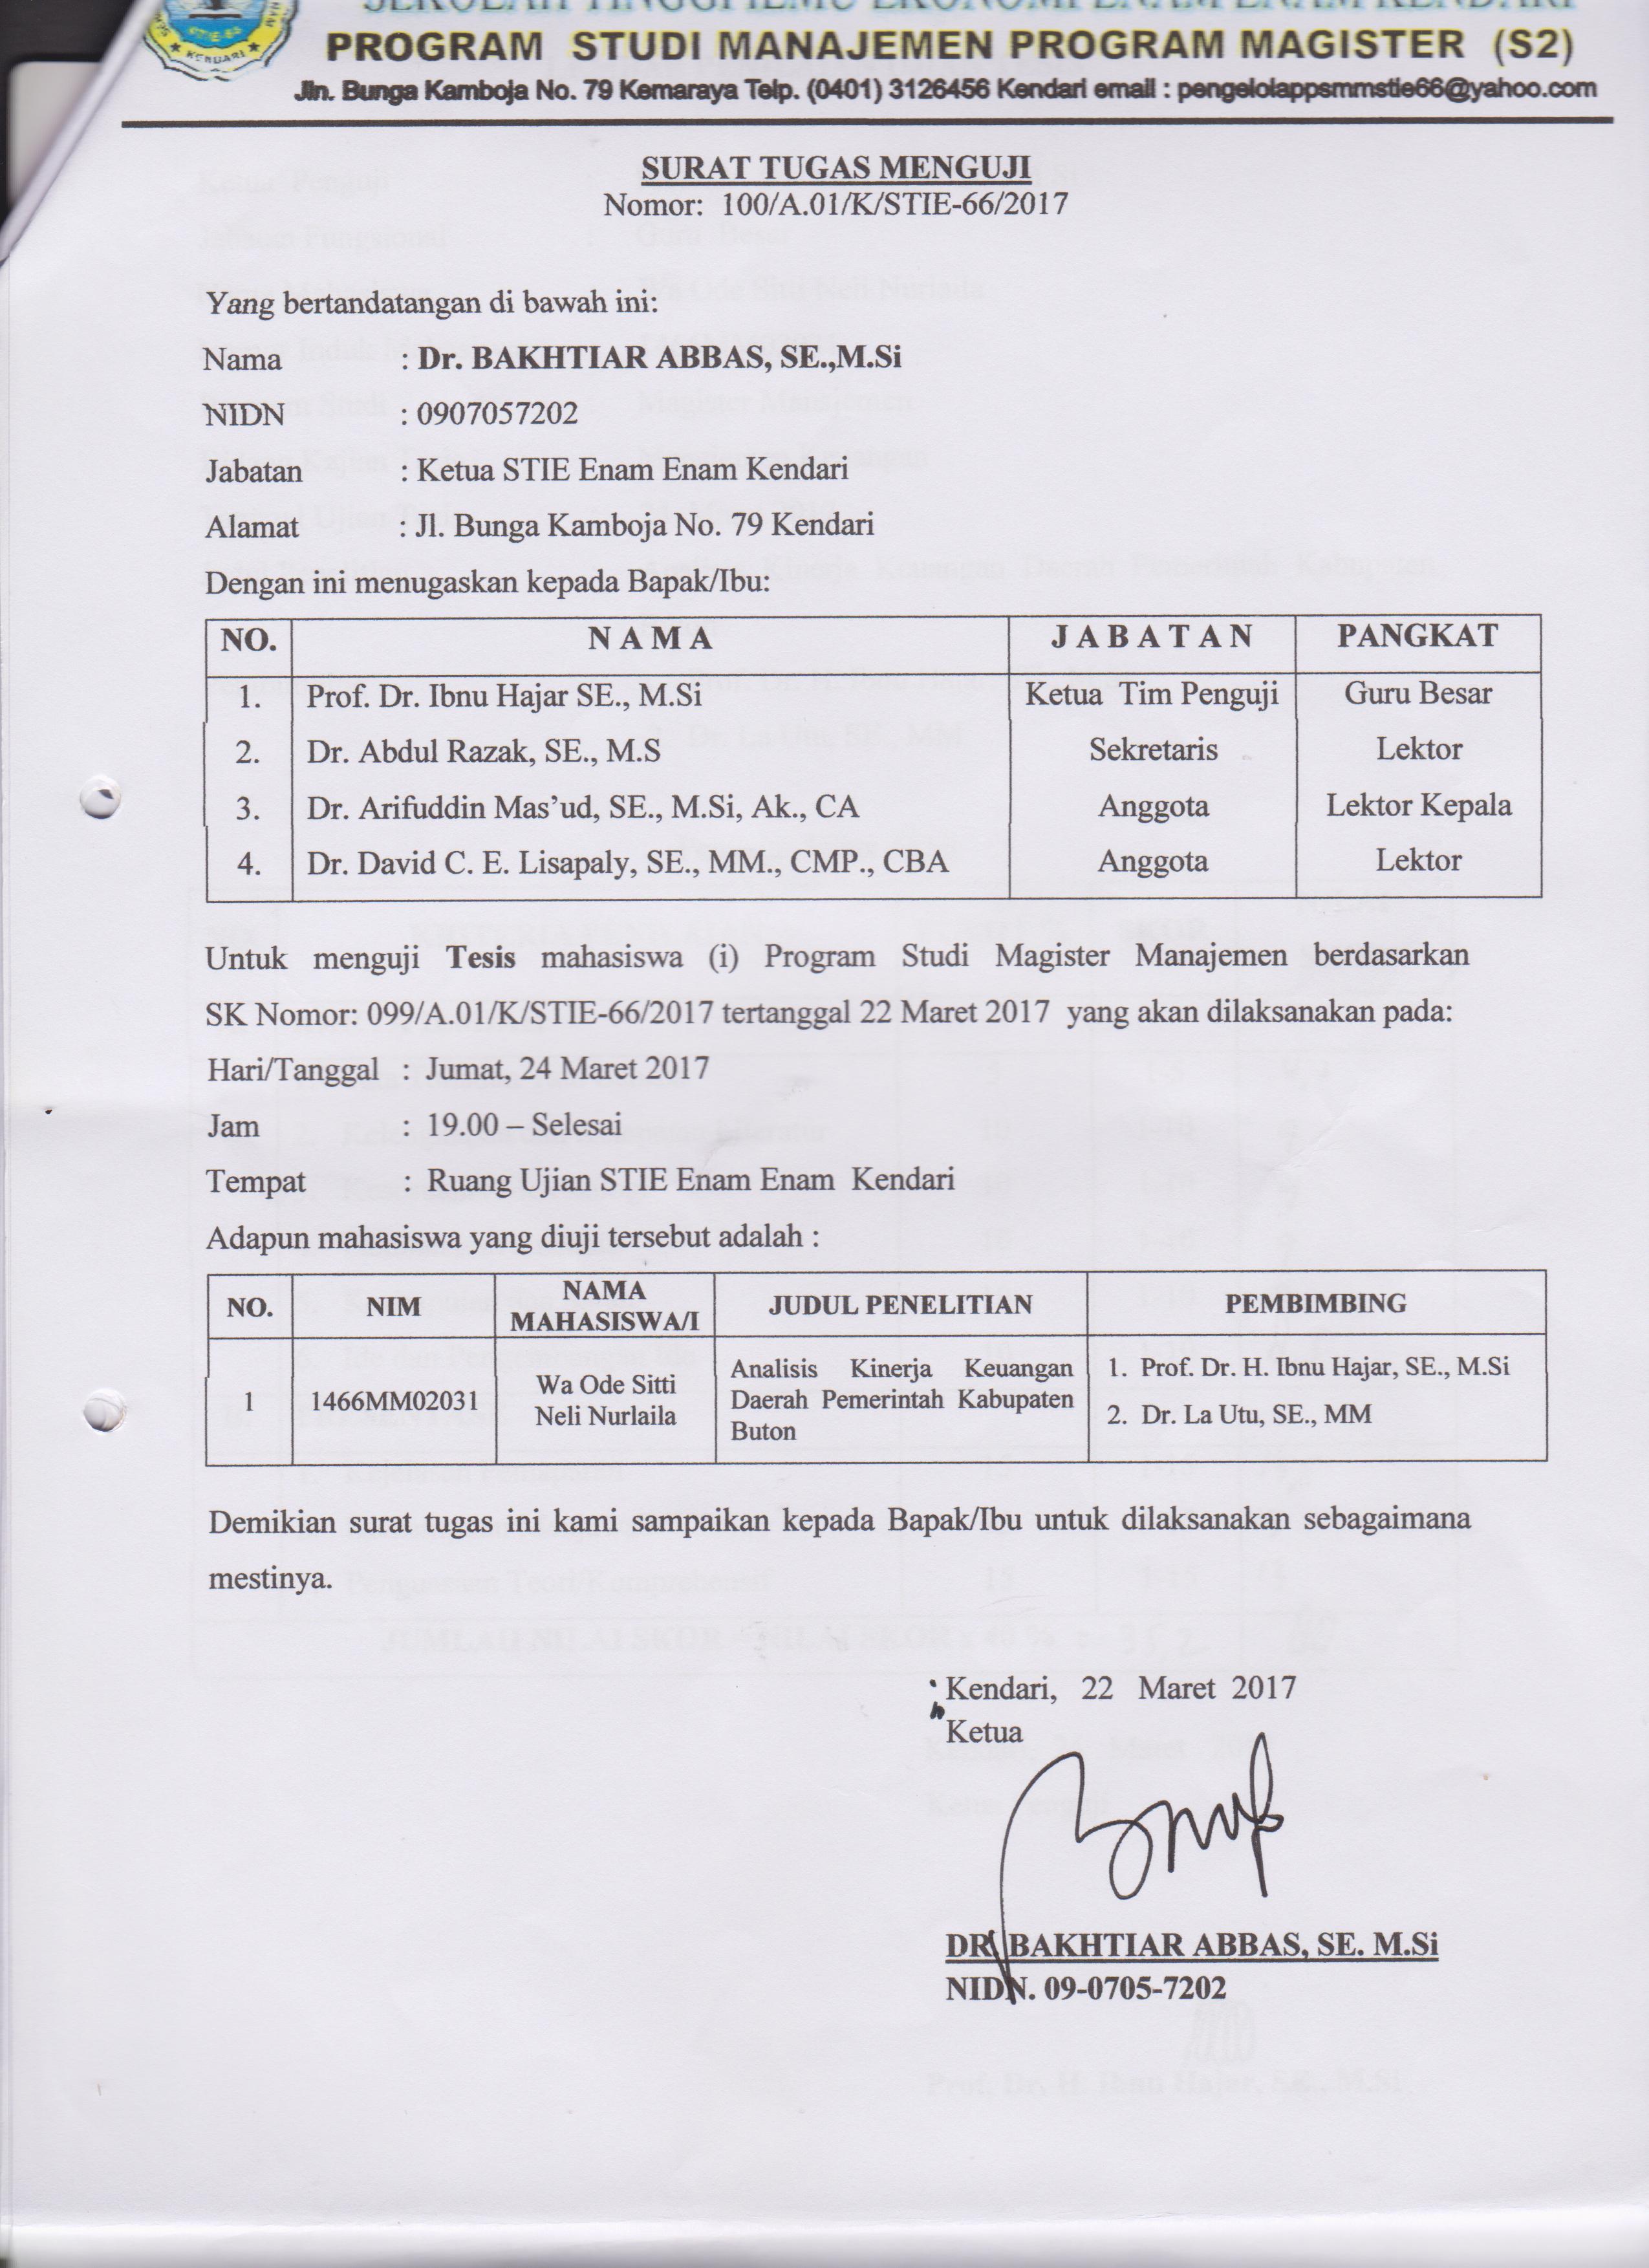 SEKOLAH TINGGI ILMU EKONOMI ENAM ENAM KENDARI
PROGRAM STUDI MANAJEMEN PROGRAM MAGISTER (S2)
Jln. Bunga Kamboja No. 79 Kemaraya Telp. (0401) 3126456 Kendari email : pengelolappsmmstie66@yahoo.com
STIE-66
KENDARI
SURAT TUGAS MENGUJI
Nomor: 100/A.01/K/STIE-66/2017
Yang bertandatangan di bawah ini:
Nama : Dr. BAKHTIAR ABBAS, SE.,M.Si
NIDN : 0907057202
Jabatan : Ketua STIE Enam Enam Kendari
Alamat : Jl. Bunga Kamboja No. 79 Kendari
Dengan ini menugaskan kepada Bapak/Ibu:
NO. N A M A J A B A T A N PANGKAT
1. Prof. Dr. Ibnu Hajar SE., M.Si Ketua Tim Penguji Guru Besar
2. Dr. Abdul Razak, SE., M.S Sekretaris Lektor
3. Dr. Arifuddin Mas’ud, SE., M.Si, Ak., CA Anggota Lektor Kepala
4. Dr. David C. E. Lisapaly, SE., MM., CMP., CBA Anggota Lektor
Untuk menguji Tesis mahasiswa (i) Program Studi Magister Manajemen berdasarkan
SK Nomor: 099/A.01/K/STIE-66/2017 tertanggal 22 Maret 2017 yang akan dilaksanakan pada:
Hari/Tanggal : Jumat, 24 Maret 2017
Jam : 19.00 – Selesai
Tempat : Ruang Ujian STIE Enam Enam Kendari
Adapun mahasiswa yang diuji tersebut adalah :
NO. NIM NAMA MAHASISWA/I JUDUL PENELITIAN PEMBIMBING
1 1466MM02031 Wa Ode Sitti Neli Nurlaila
Analisis Kinerja Keuangan
Daerah Pemerintah Kabupaten
Buton
1. Prof. Dr. H. Ibnu Hajar, SE., M.Si
2. Dr. La Utu, SE., MM
Demikian surat tugas ini kami sampaikan kepada Bapak/Ibu untuk dilaksanakan sebagaimana
mestinya.
Kendari, 22 Maret 2017
Ketua
DR. BAKHTIAR ABBAS, SE. M.Si
NIDN. 09-0705-7202